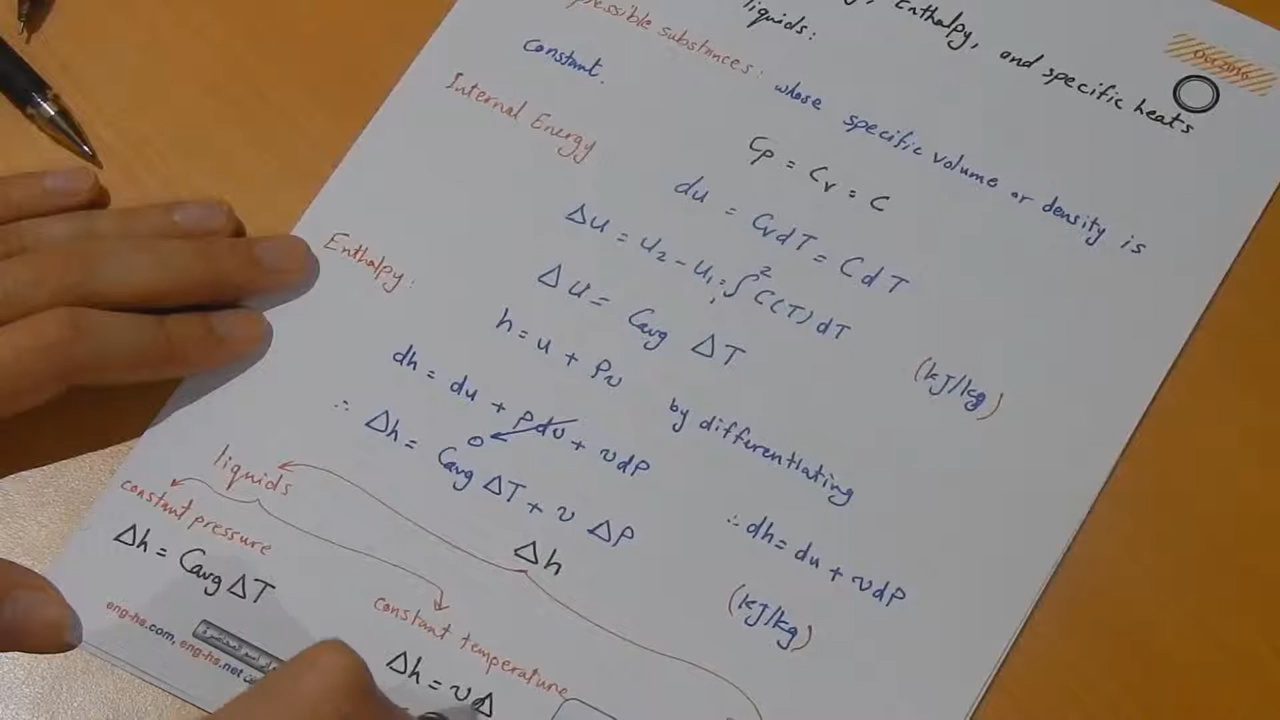 Enthalpy, and specific heats
liquids:
Oct 2016
substances: whose specific volume or density is
constant.
Internal Energy
Cp = Cv = C
du = CvdT = CdT
Δu = u2 - u1 = ∫₁² C(T) dT
Δu = Cavg ΔT (kJ/kg)
Enthalpy:
h = u + Pv by differentiating
dh = du + Pdv + vdP ∴ dh = du + vdP
0
∴ Δh = Cavg ΔT + v ΔP (kJ/kg)
Δh
liquids
constant pressure
Δh = Cavg ΔT
constant temperature
Δh = v Δ
eng-hs.com, eng-hs.net